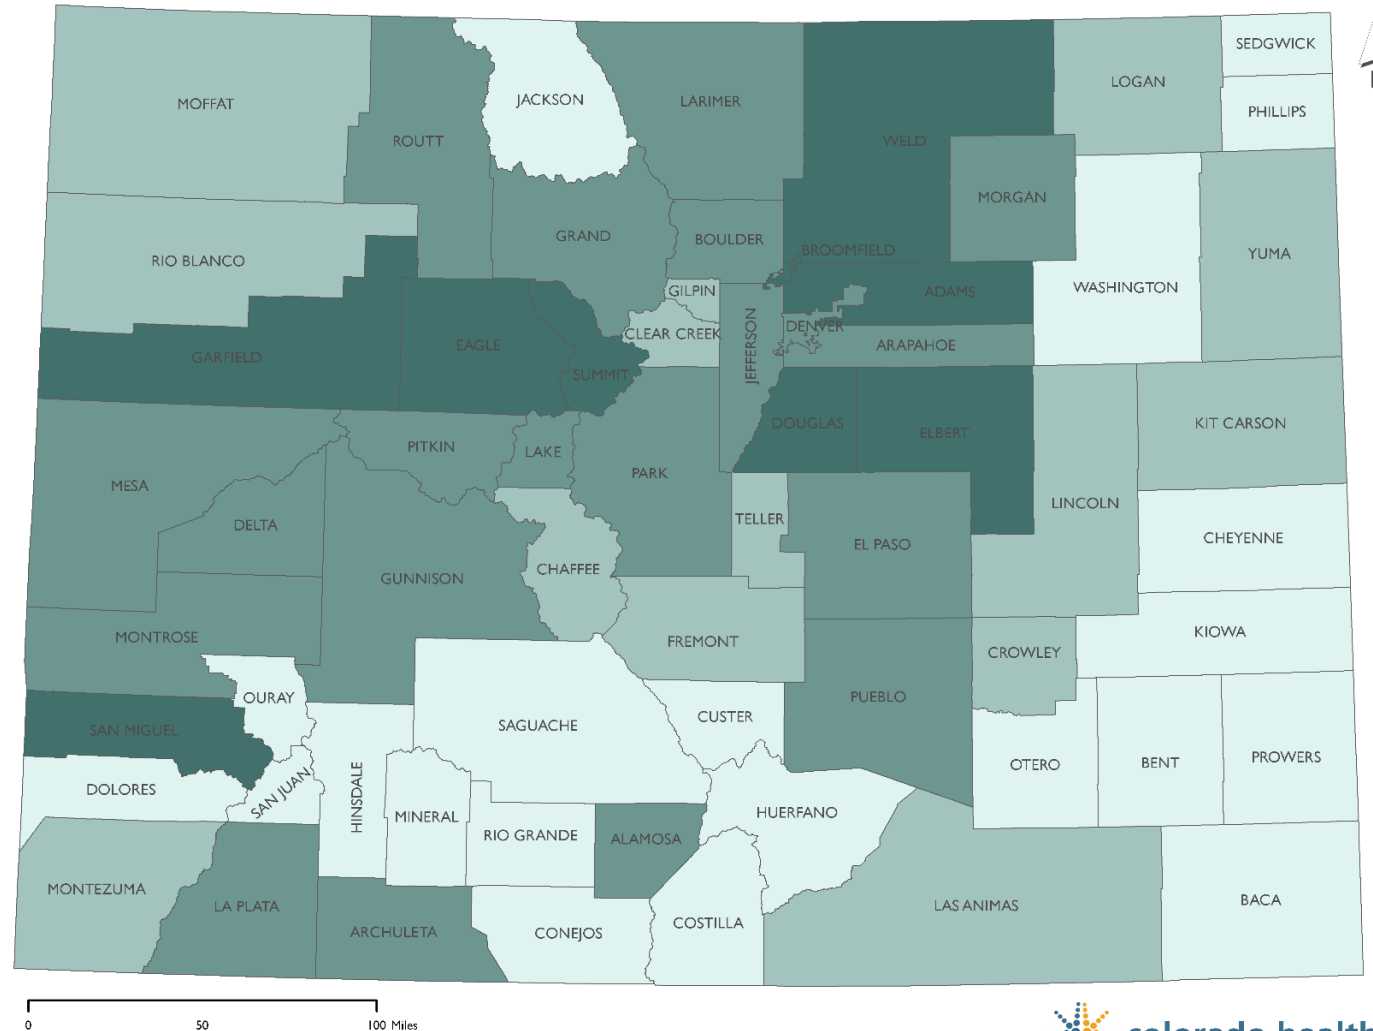 SEDGWICK
LOGAN
JACKSON
LARIMER
MOFFAT
PHILLIPS
ROUTT
WELD
MORGAN
GRAND
BOULDER
BROOMFIELD
YUMA
RIO BLANCO
GILPIN
ADAMS
WASHINGTON
CLEAR CREEK
DENVER
JEFFERSON
ARAPAHOE
EAGLE
GARFIELD
SUMMIT
DOUGLAS
ELBERT
KIT CARSON
PITKIN
LAKE
PARK
MESA
LINCOLN
DELTA
TELLER
EL PASO
CHEYENNE
CHAFFEE
GUNNISON
MONTROSE
FREMONT
KIOWA
CROWLEY
OURAY
PUEBLO
SAN MIGUEL
SAGUACHE
CUSTER
OTERO
BENT
PROWERS
DOLORES
SAN JUAN
HINSDALE
MINERAL
HUERFANO
RIO GRANDE
ALAMOSA
MONTEZUMA
LA PLATA
LAS ANIMAS
BACA
ARCHULETA
CONEJOS
COSTILLA
0 50 100 Miles
colorado health